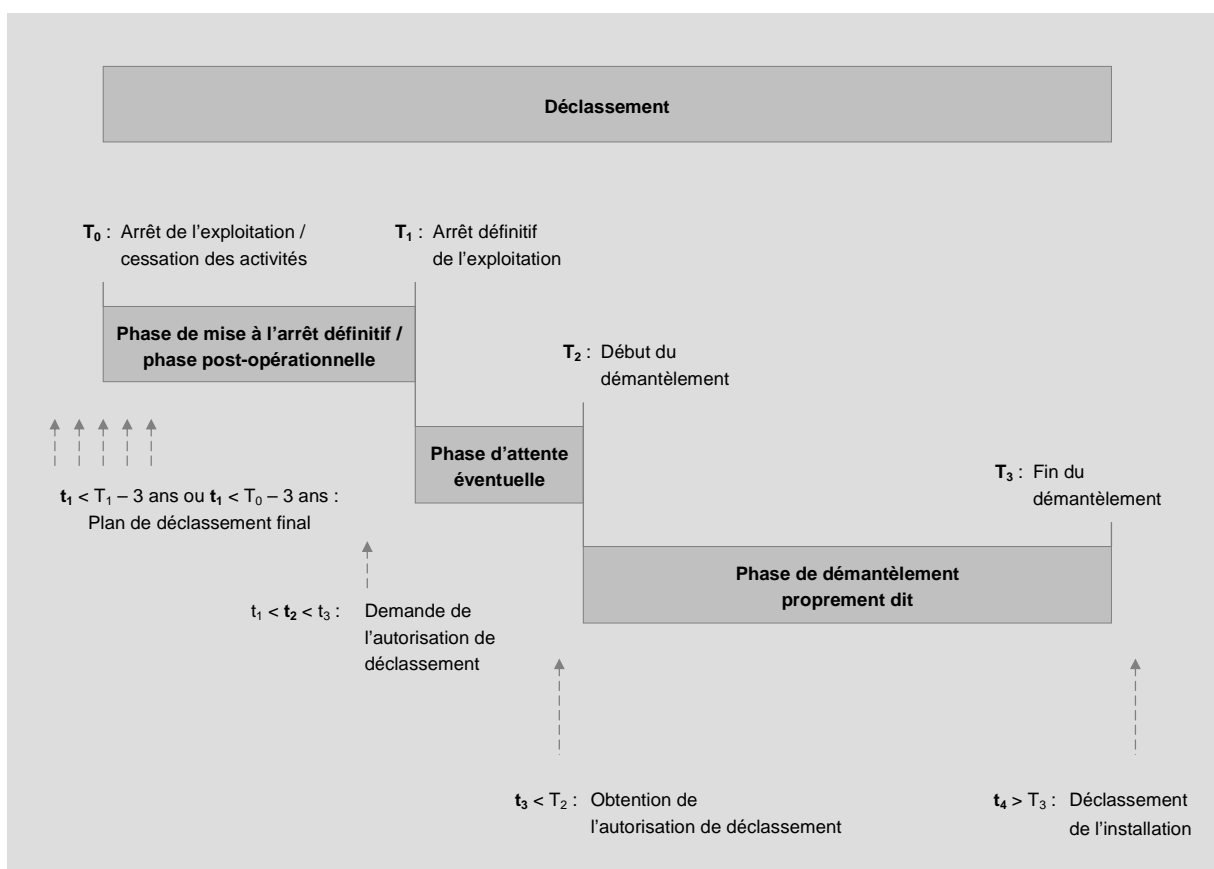 Déclassement
T₀ : Arrêt de l’exploitation /
cessation des activités
T₁ : Arrêt définitif
de l’exploitation
Phase de mise à l’arrêt définitif /
phase post-opérationnelle
T₂ : Début du
démantèlement
Phase d’attente
éventuelle
T₃ : Fin du
démantèlement
t₁ < T₁ – 3 ans ou t₁ < T₀ – 3 ans :
Plan de déclassement final
Phase de démantèlement
proprement dit
t₁ < t₂ < t₃ : Demande de
l’autorisation de
déclassement
t₃ < T₂ : Obtention de
l’autorisation de déclassement
t₄ > T₃ : Déclassement
de l’installation